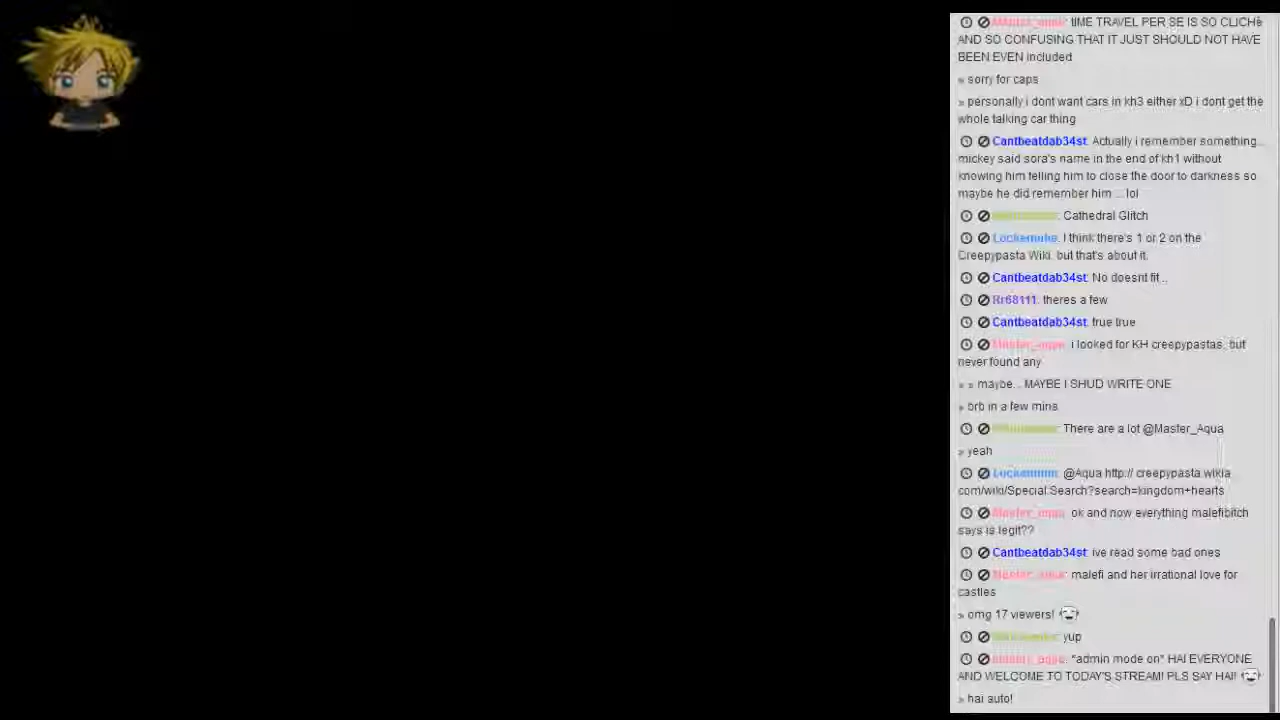 Master_aqua: tIME TRAVEL PER SE IS SO CLICHé
AND SO CONFUSING THAT IT JUST SHOULD NOT HAVE
BEEN EVEN included
» sorry for caps
» personally i dont want cars in kh3 either xD i dont get the
whole talking car thing
Cantbeatdab34st: Actually i remember something...
mickey said sora's name in the end of kh1 without
knowing him telling him to close the door to darkness so
maybe he did remember him ... lol
: Cathedral Glitch
: I think there's 1 or 2 on the
Creepypasta Wiki, but that's about it.
Cantbeatdab34st: No doesnt fit ..
Rr68111: theres a few
Cantbeatdab34st: true true
Master_aqua: i looked for KH creepypastas, but
never found any
» » maybe... MAYBE I SHUD WRITE ONE
» brb in a few mins
: There are a lot @Master_Aqua
» yeah
: @Aqua http:// creepypasta.wikia.
com/wiki/Special:Search?search=kingdom+hearts
Master_aqua: ok and now everything malefibitch
says is legit??
Cantbeatdab34st: ive read some bad ones
Master_aqua: malefi and her irrational love for
castles
» omg 17 viewers!
: yup
Master_aqua: *admin mode on* HAI EVERYONE
AND WELCOME TO TODAY'S STREAM! PLS SAY HAI!
» hai auto!